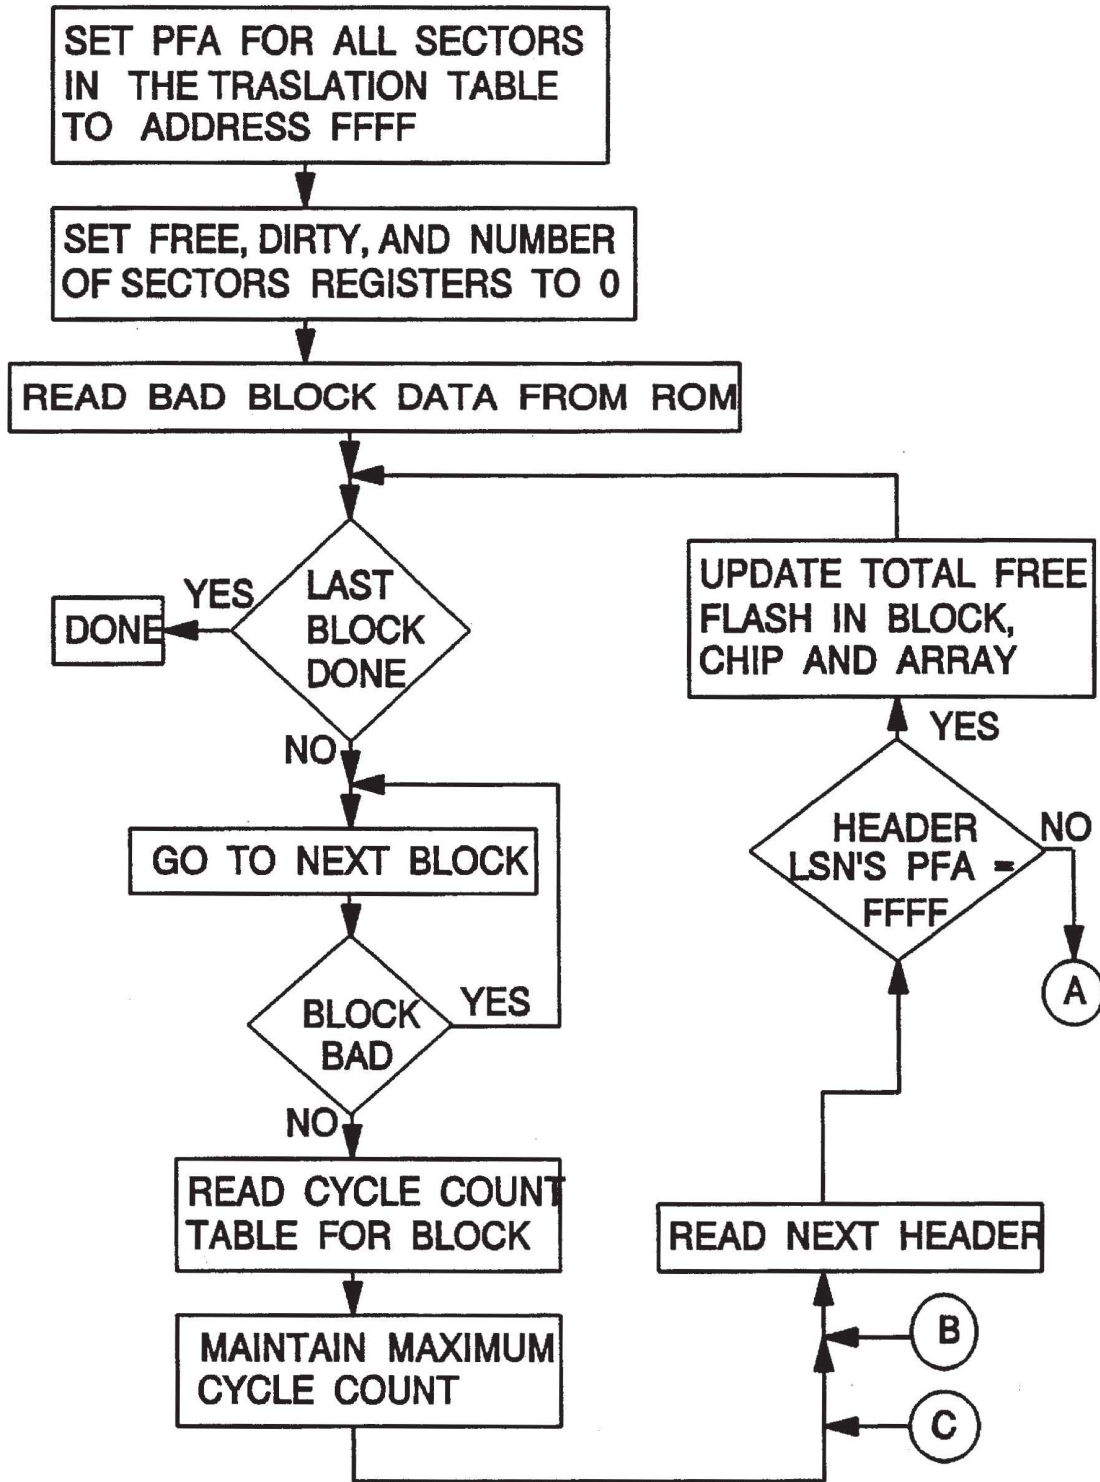 SET PFA FOR ALL SECTORS
IN THE TRASLATION TABLE
TO ADDRESS FFFF
SET FREE, DIRTY, AND NUMBER
OF SECTORS REGISTERS TO 0
READ BAD BLOCK DATA FROM ROM
LAST
BLOCK
DONE
YES
DONE
NO
GO TO NEXT BLOCK
BLOCK
BAD
YES
NO
READ CYCLE COUNT
TABLE FOR BLOCK
MAINTAIN MAXIMUM
CYCLE COUNT
UPDATE TOTAL FREE
FLASH IN BLOCK,
CHIP AND ARRAY
YES
HEADER
LSN'S PFA =
FFFF
NO
A
READ NEXT HEADER
B
C